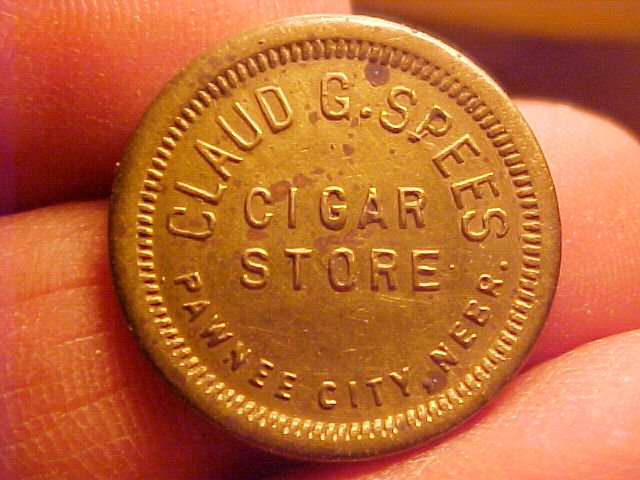 CLAUD G. SPEES
CIGAR
STORE
PAWNEE CITY, NEBR.